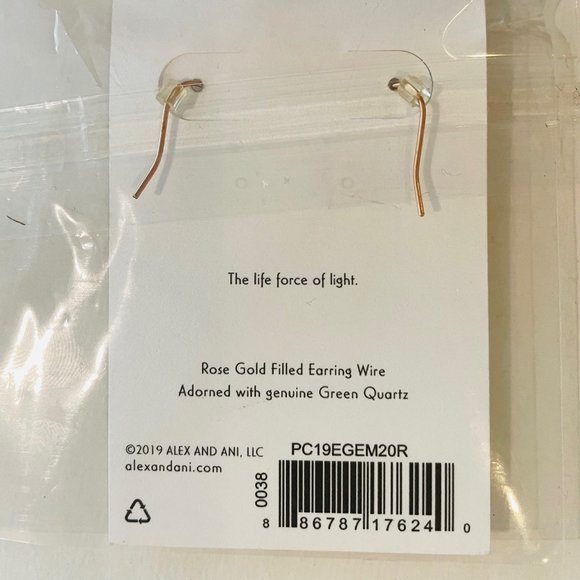 The life force of light.
Rose Gold Filled Earring Wire
Adorned with genuine Green Quartz
©2019 ALEX AND ANI, LLC
alexandani.com
PC19EGEM20R
0038
8 86787 17624 0